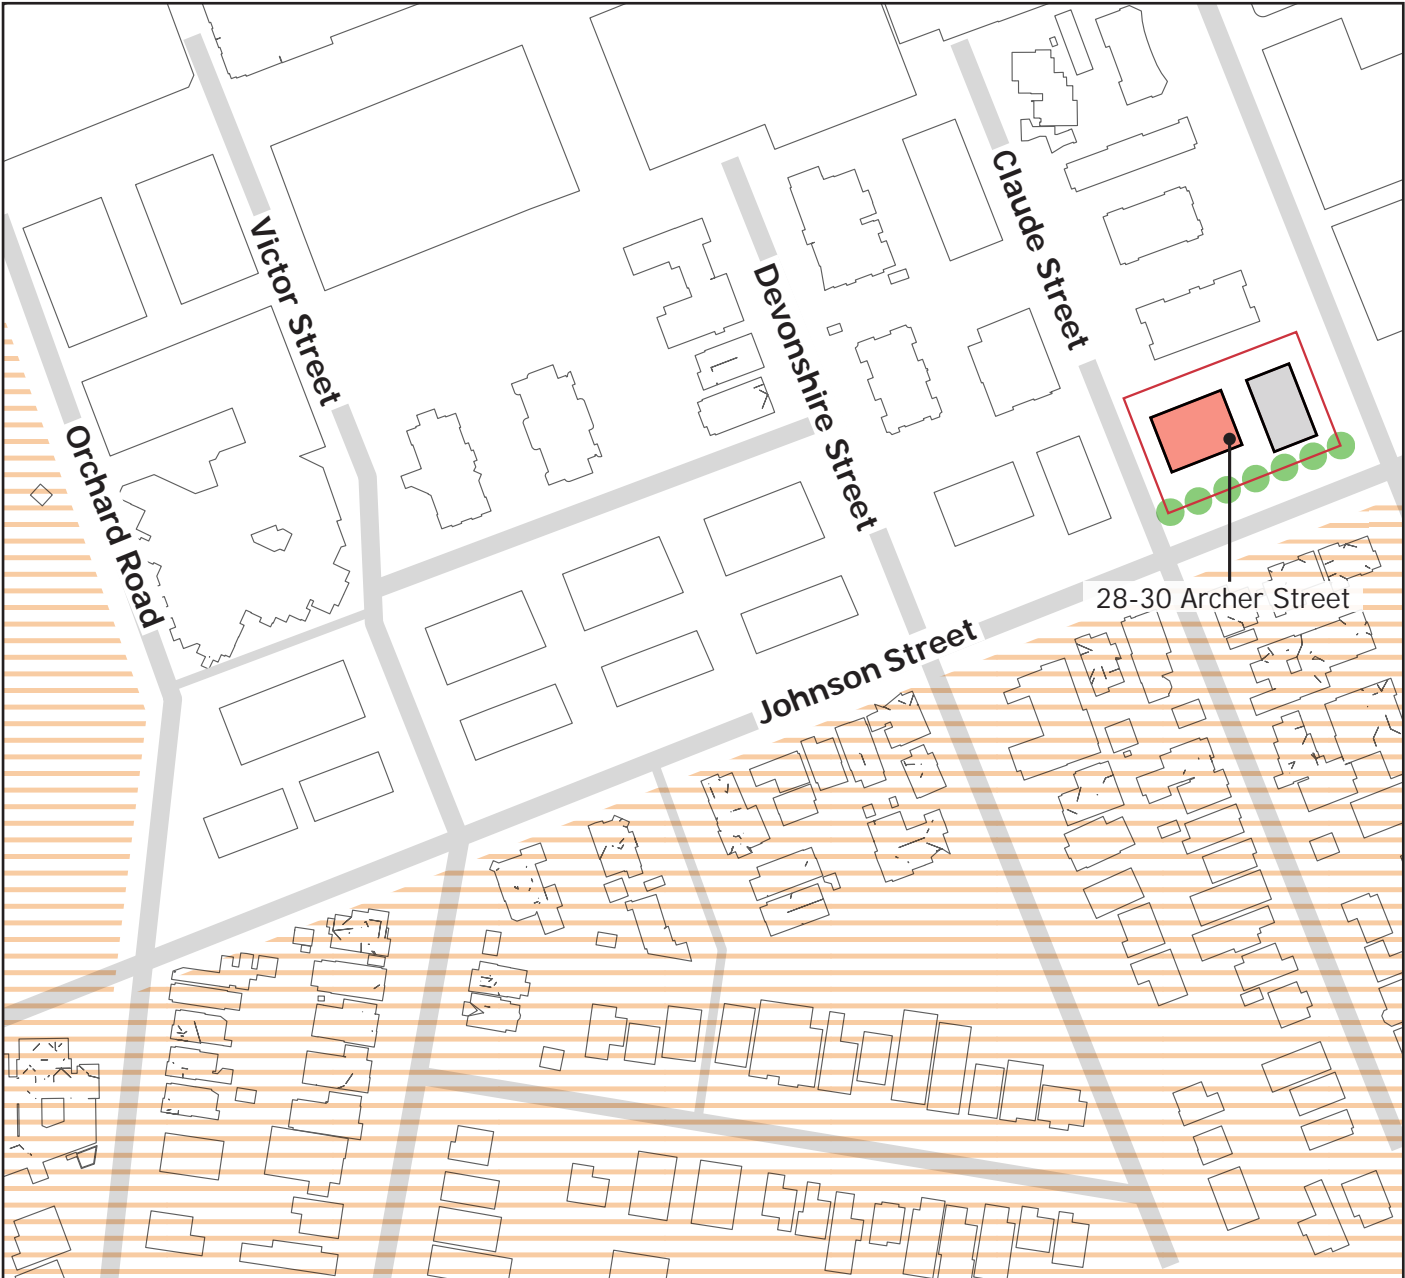 Claude Street
Victor Street
Devonshire Street
Orchard Road
28-30 Archer Street
Johnson Street